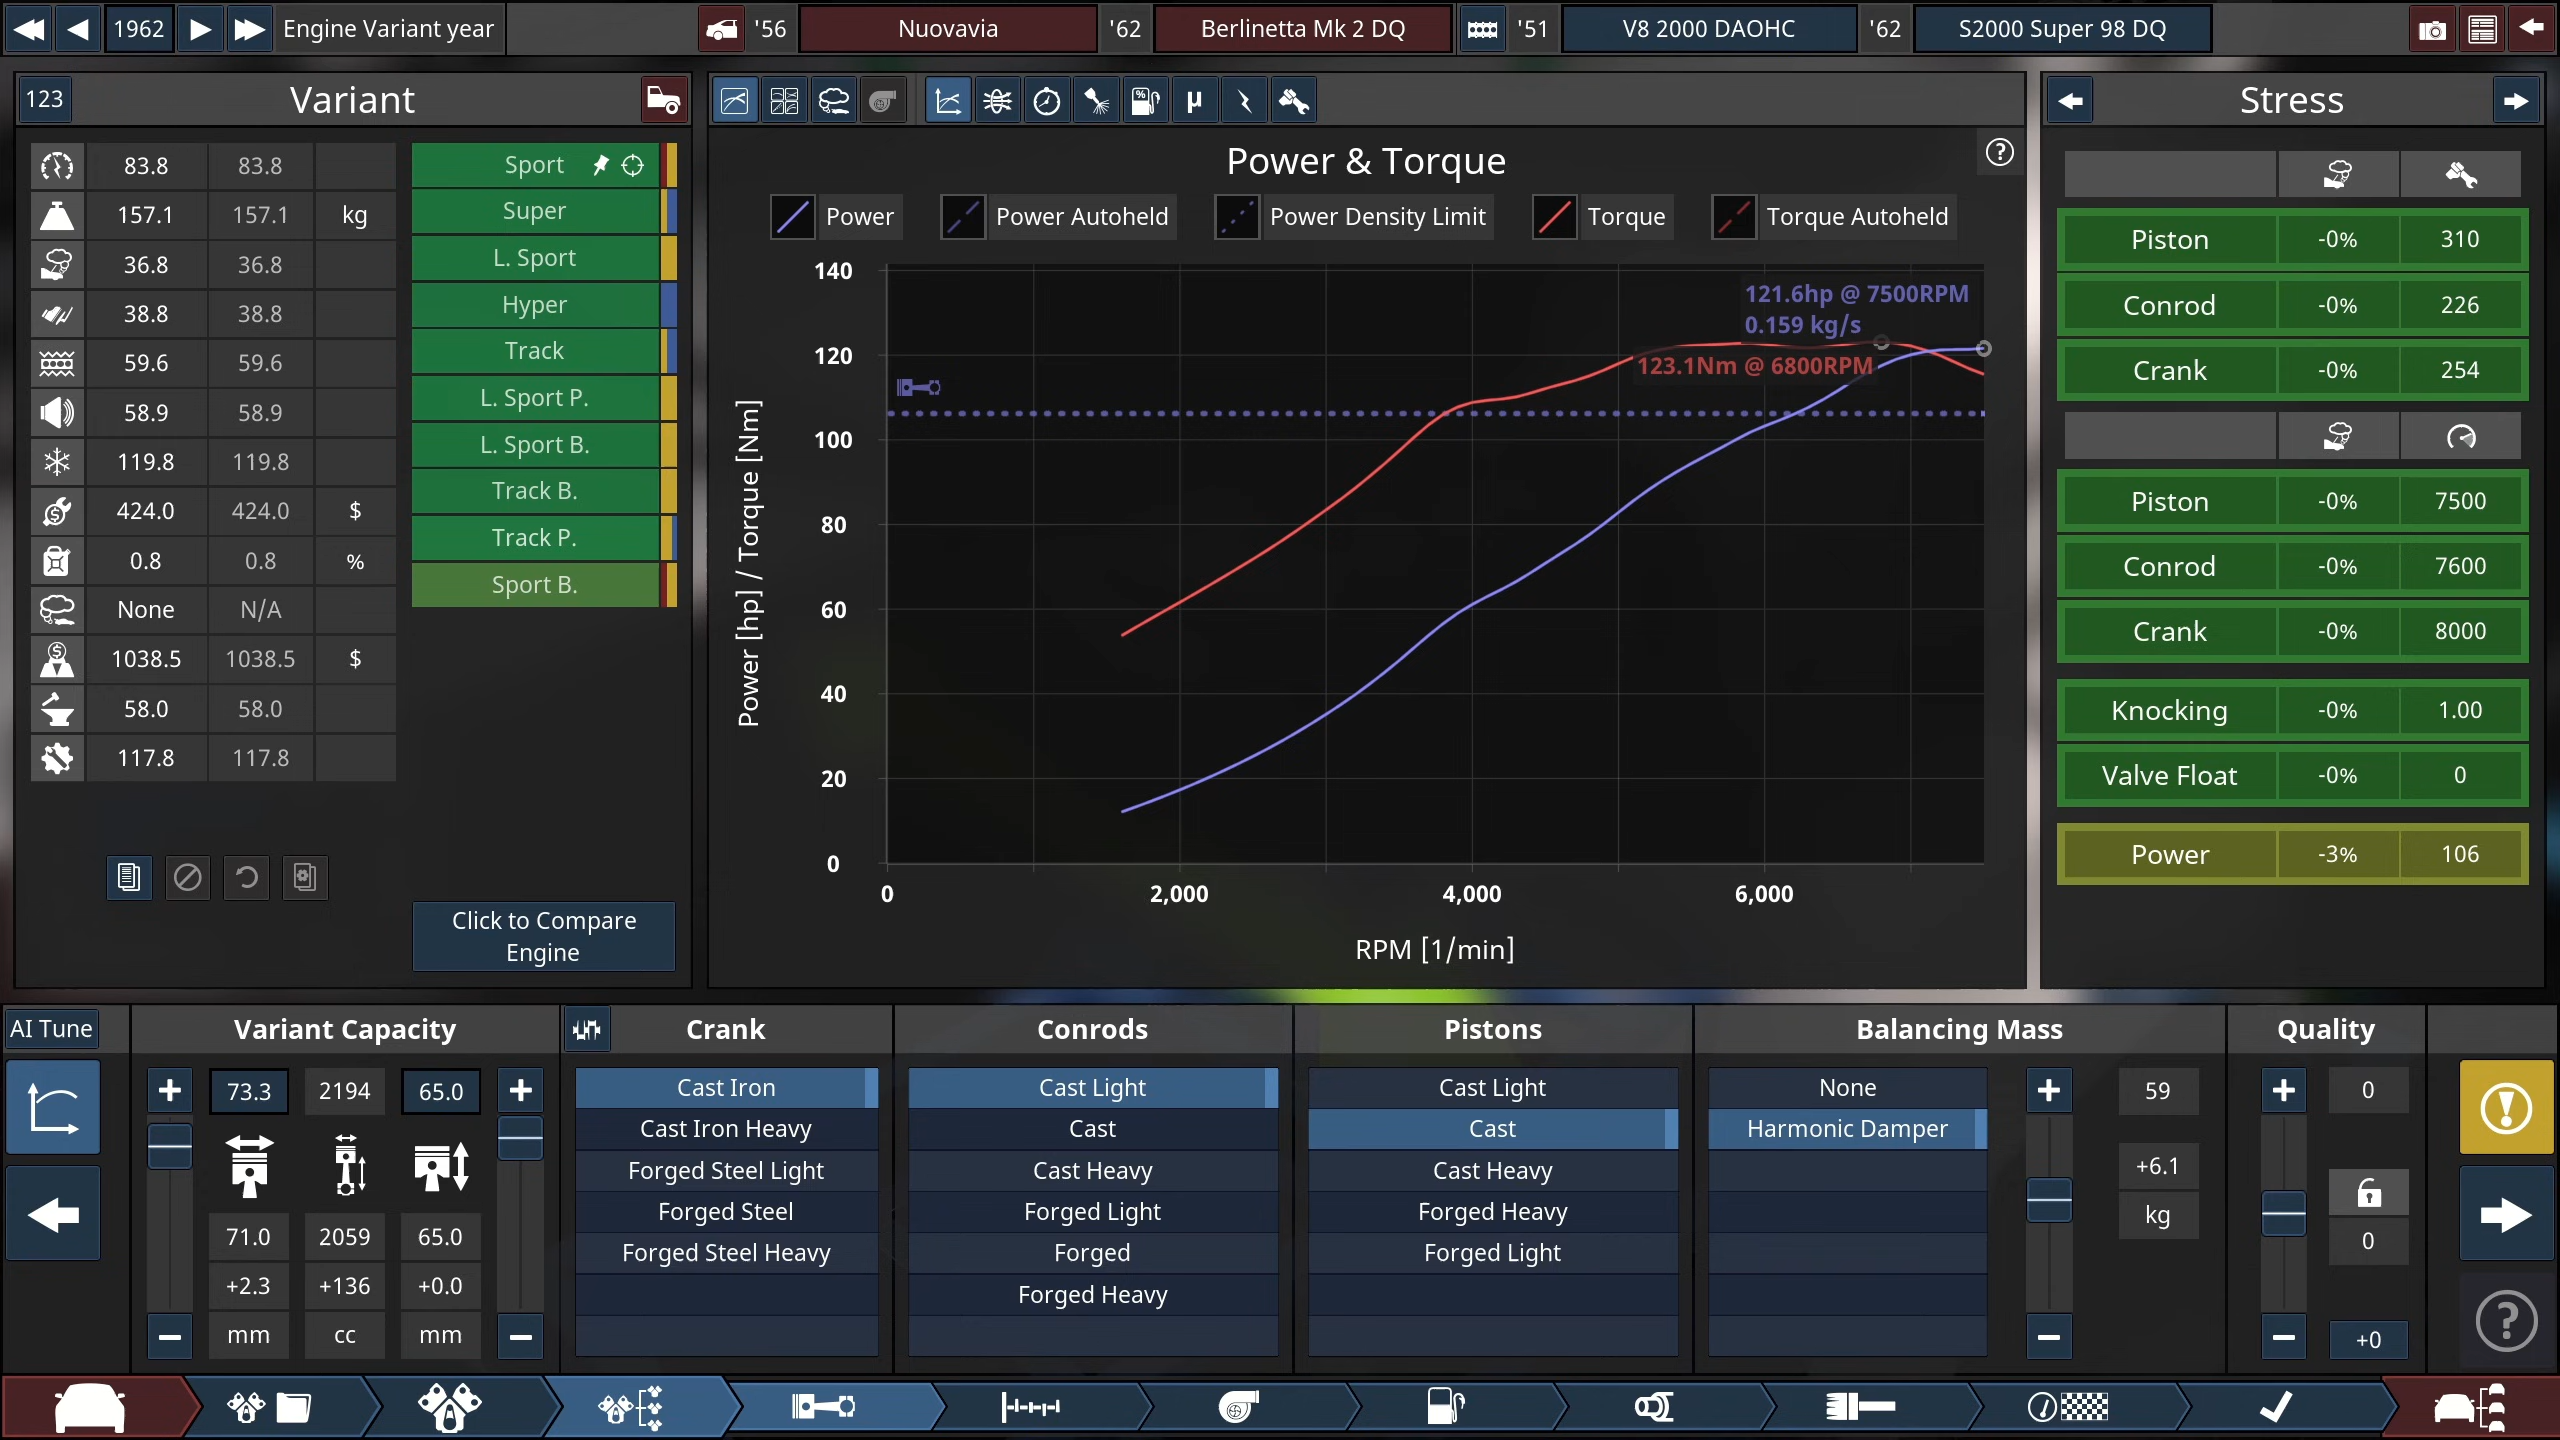 1962 Engine Variant year '56 Nuovavia '62 Berlinetta Mk 2 DQ '51 V8 2000 DAOHC '62 S2000 Super 98 DQ
123 Variant
83.8 83.8
157.1 157.1 kg
36.8 36.8
38.8 38.8
59.6 59.6
58.9 58.9
119.8 119.8
424.0 424.0 $
0.8 0.8 %
None N/A
1038.5 1038.5 $
58.0 58.0
117.8 117.8
Sport
Super
L. Sport
Hyper
Track
L. Sport P.
L. Sport B.
Track B.
Track P.
Sport B.
Click to Compare
Engine
Power & Torque
?
Power Power Autoheld Power Density Limit Torque Torque Autoheld
Power [hp] / Torque [Nm]
140
120
100
80
60
40
20
0
121.6hp @ 7500RPM
0.159 kg/s
123.1Nm @ 6800RPM
0 2,000 4,000 6,000
RPM [1/min]
Stress
Piston -0% 310
Conrod -0% 226
Crank -0% 254
Piston -0% 7500
Conrod -0% 7600
Crank -0% 8000
Knocking -0% 1.00
Valve Float -0% 0
Power -3% 106
AI Tune
Variant Capacity
73.3 2194 65.0
71.0 2059 65.0
+2.3 +136 +0.0
mm cc mm
Crank
Cast Iron
Cast Iron Heavy
Forged Steel Light
Forged Steel
Forged Steel Heavy
Conrods
Cast Light
Cast
Cast Heavy
Forged Light
Forged
Forged Heavy
Pistons
Cast Light
Cast
Cast Heavy
Forged Heavy
Forged Light
Balancing Mass
None
Harmonic Damper
59
+6.1
kg
Quality
0
0
+0
?